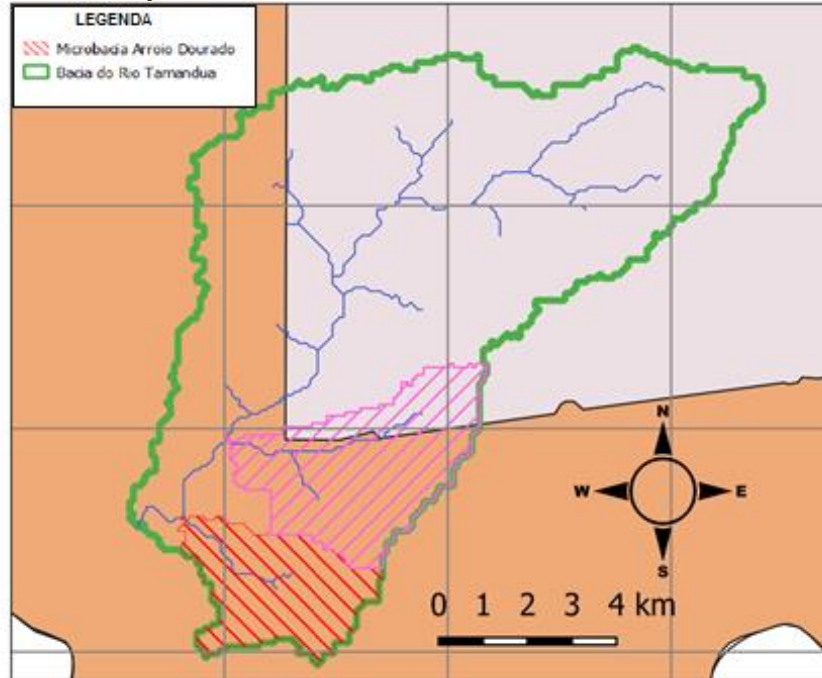 LEGENDA
Microbacia Arroio Dourado
Bacia do Rio Tamandua
N
W E
S
0 1 2 3 4 km